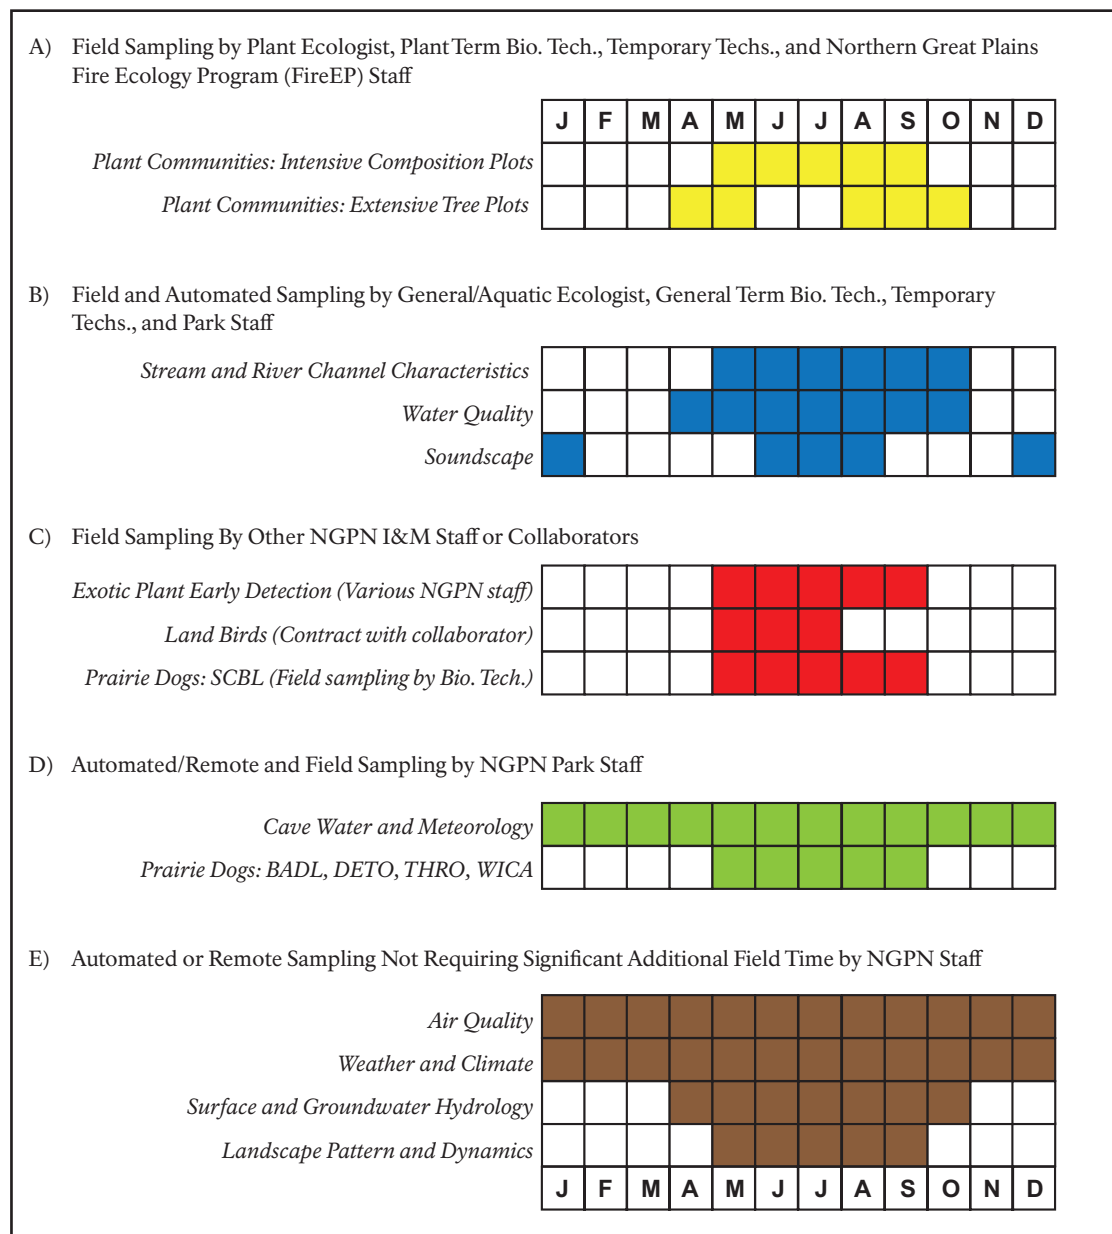 A) Field Sampling by Plant Ecologist, Plant Term Bio. Tech., Temporary Techs., and Northern Great Plains
Fire Ecology Program (FireEP) Staff
J F M A M J J A S O N D
Plant Communities: Intensive Composition Plots
Plant Communities: Extensive Tree Plots
B) Field and Automated Sampling by General/Aquatic Ecologist, General Term Bio. Tech., Temporary
Techs., and Park Staff
Stream and River Channel Characteristics
Water Quality
Soundscape
C) Field Sampling By Other NGPN I&M Staff or Collaborators
Exotic Plant Early Detection (Various NGPN staff)
Land Birds (Contract with collaborator)
Prairie Dogs: SCBL (Field sampling by Bio. Tech.)
D) Automated/Remote and Field Sampling by NGPN Park Staff
Cave Water and Meteorology
Prairie Dogs: BADL, DETO, THRO, WICA
E) Automated or Remote Sampling Not Requiring Significant Additional Field Time by NGPN Staff
Air Quality
Weather and Climate
Surface and Groundwater Hydrology
Landscape Pattern and Dynamics
J F M A M J J A S O N D